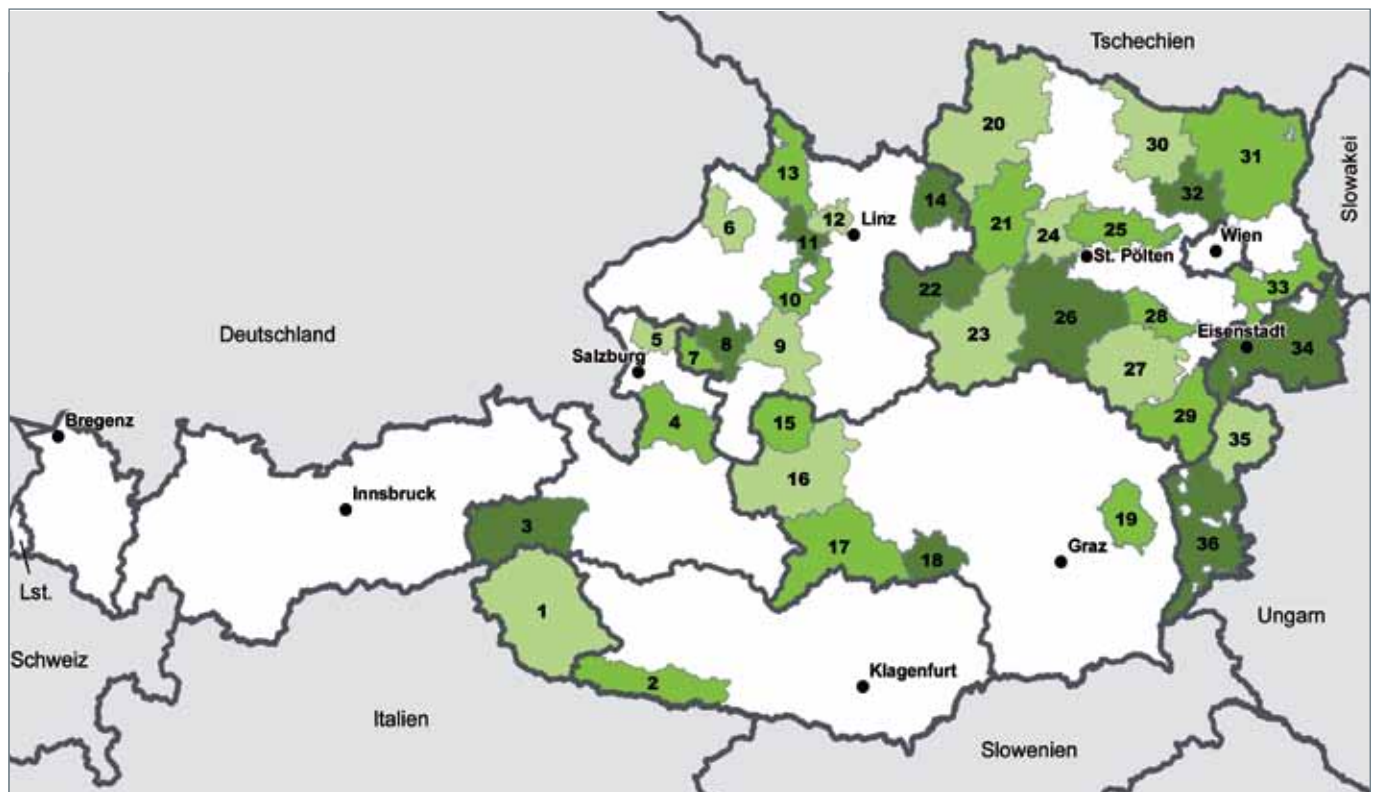 Tschechien
20
30
31
Slowakei
13
32
14
6
12
Linz
21
24
25
Wien
11
St. Pölten
22
10
33
26
28
Deutschland
5
8
9
23
Eisenstadt
34
Salzburg
7
27
Bregenz
4
15
29
35
16
Innsbruck
3
19
36
17
18
Graz
Lst.
1
Ungarn
Schweiz
2
Klagenfurt
Italien
Slowenien